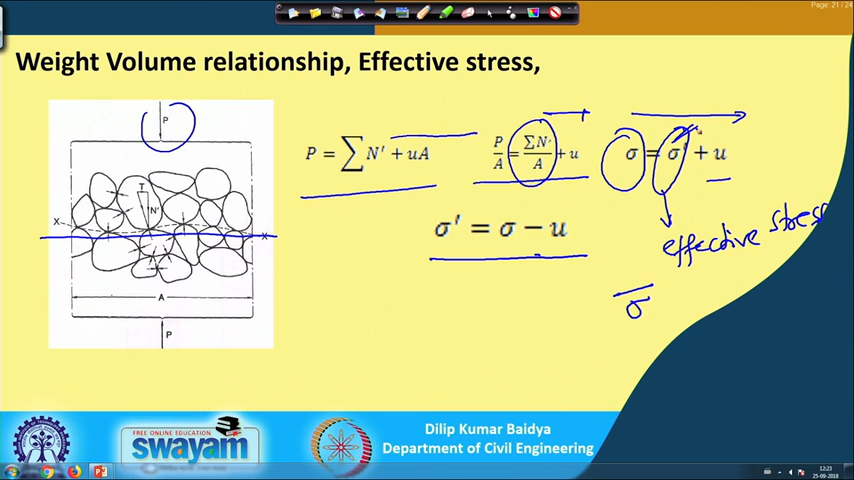 Page: 21 / 24
Weight Volume relationship, Effective stress,
P
P = ∑ N' + uA
P/A = ∑N'/A + u
σ = σ' + u
T
N'
X
X
σ' = σ − u
effective stress
σ̅
A
P
FREE ONLINE EDUCATION
swayam
Dilip Kumar Baidya
Department of Civil Engineering
12:23
25-09-2018